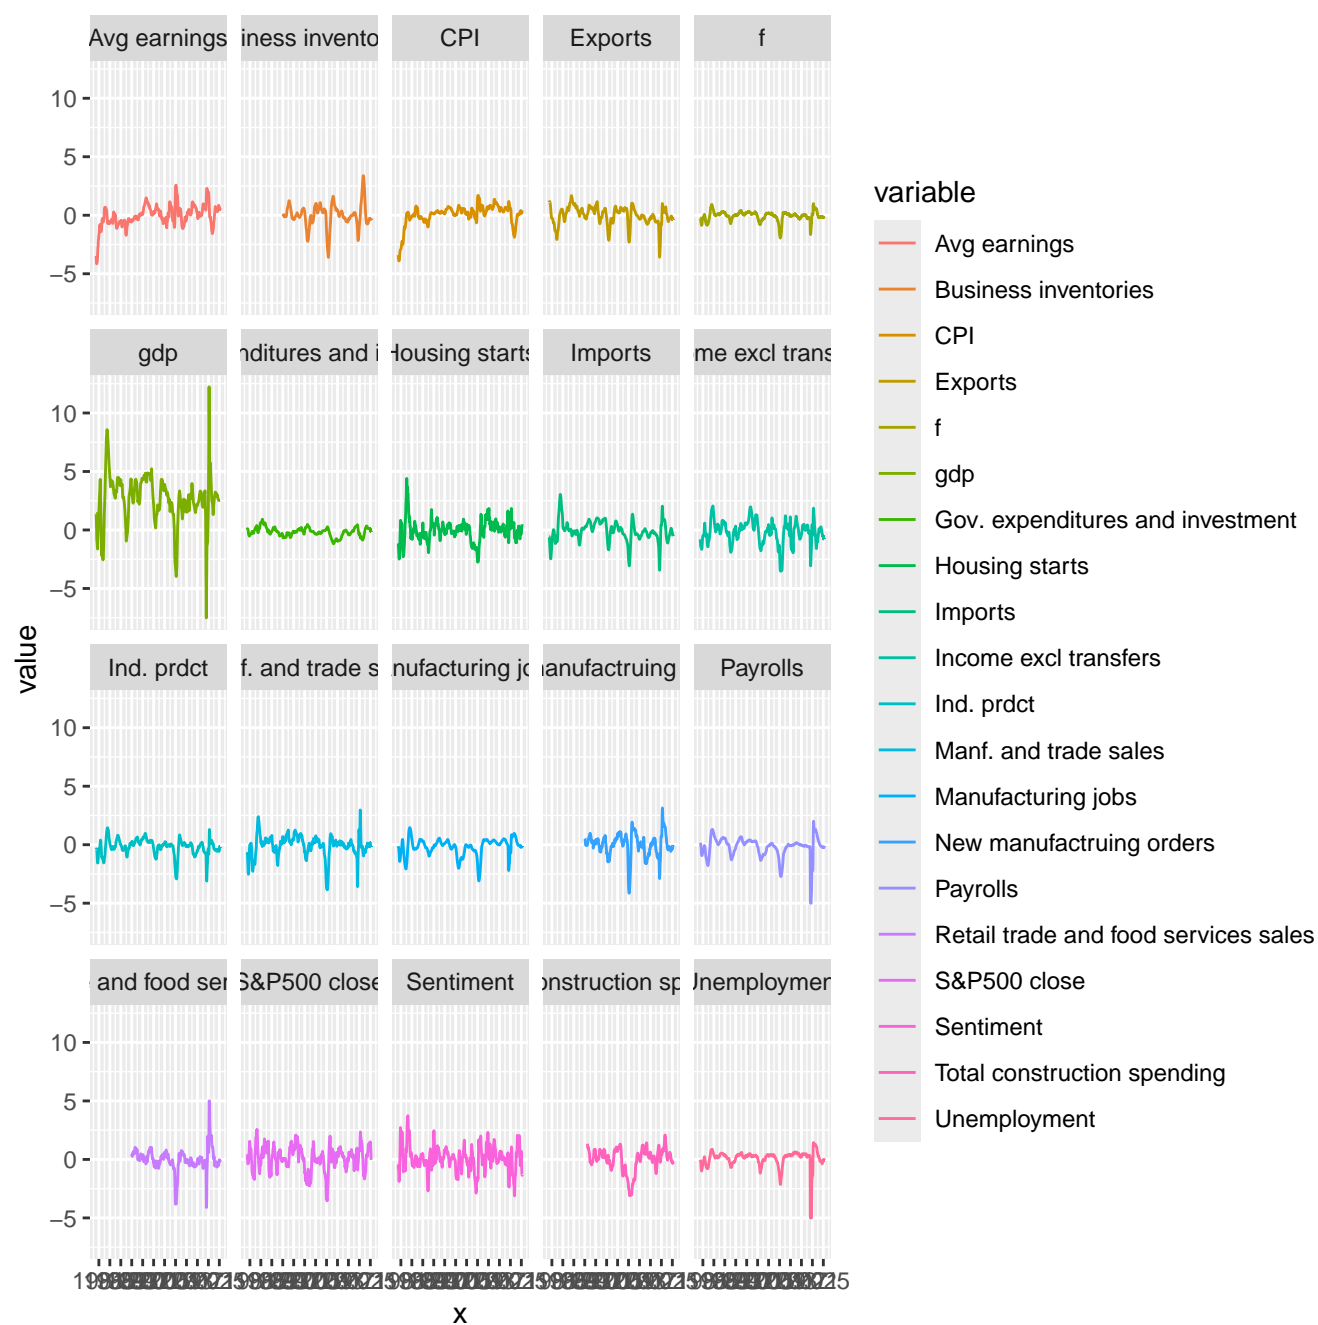 Avg earnings iness invento CPI Exports f
10
5
0
−5
gdp nditures and i Housing starts Imports me excl trans
10
5
0
−5
Ind. prdct f. and trade s nufacturing jo manufactruing Payrolls
10
5
0
−5
and food ser S&P500 close Sentiment onstruction sp Unemploymen
10
5
0
−5
x
value
variable
Avg earnings
Business inventories
CPI
Exports
f
gdp
Gov. expenditures and investment
Housing starts
Imports
Income excl transfers
Ind. prdct
Manf. and trade sales
Manufacturing jobs
New manufactruing orders
Payrolls
Retail trade and food services sales
S&P500 close
Sentiment
Total construction spending
Unemployment